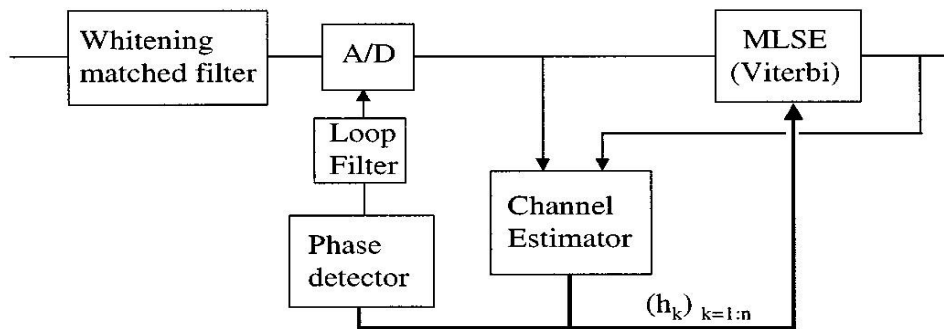 Whitening
matched filter
A/D
MLSE
(Viterbi)
Loop
Filter
Phase
detector
Channel
Estimator
(h_k) k=1:n